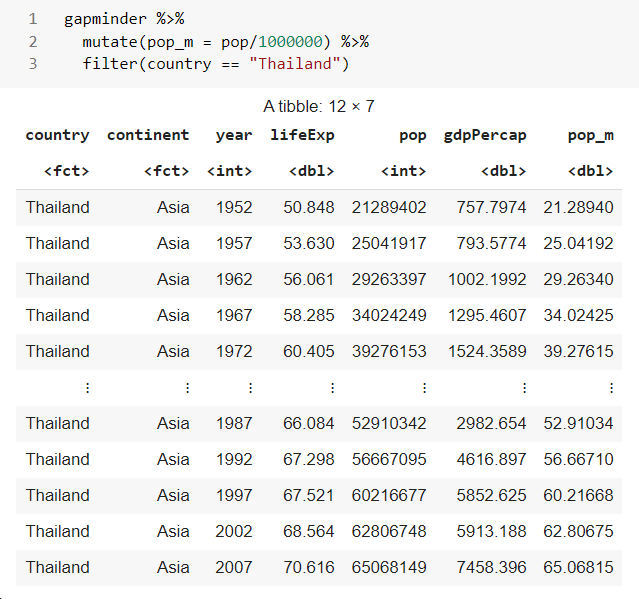 1 gapminder %>%
2 mutate(pop_m = pop/1000000) %>%
3 filter(country == "Thailand")
A tibble: 12 × 7
country continent year lifeExp pop gdpPercap pop_m
<fct> <fct> <int> <dbl> <int> <dbl> <dbl>
Thailand Asia 1952 50.848 21289402 757.7974 21.28940
Thailand Asia 1957 53.630 25041917 793.5774 25.04192
Thailand Asia 1962 56.061 29263397 1002.1992 29.26340
Thailand Asia 1967 58.285 34024249 1295.4607 34.02425
Thailand Asia 1972 60.405 39276153 1524.3589 39.27615
⋮ ⋮ ⋮ ⋮ ⋮ ⋮ ⋮
Thailand Asia 1987 66.084 52910342 2982.654 52.91034
Thailand Asia 1992 67.298 56667095 4616.897 56.66710
Thailand Asia 1997 67.521 60216677 5852.625 60.21668
Thailand Asia 2002 68.564 62806748 5913.188 62.80675
Thailand Asia 2007 70.616 65068149 7458.396 65.06815